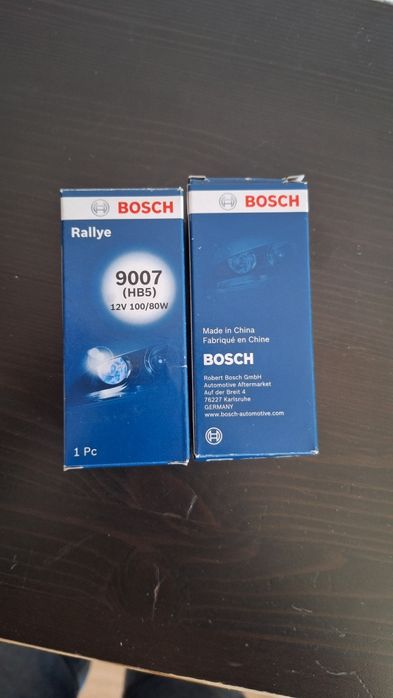 BOSCH
Rallye
9007
(HB5)
12V 100/80W
1 Pc
BOSCH
Made in China
Fabriqué en Chine
BOSCH
Robert Bosch GmbH
Automotive Aftermarket
Auf der Breit 4
76227 Karlsruhe
GERMANY
www.bosch-automotive.com